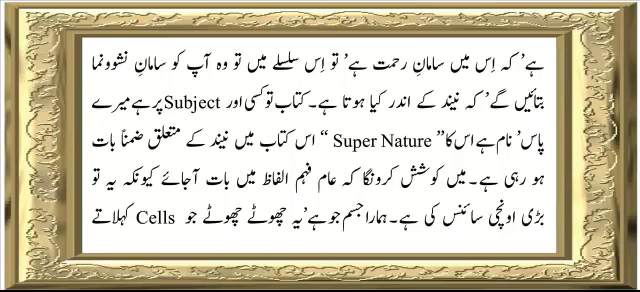 ہے’ کہ اِس میں سامانِ رحمت ہے’ تو اِس سلسلے میں تو وہ آپ کو سامانِ نشوونما
بتائیں گے’ کہ نیند کے اندر کیا ہوتا ہے۔ کتاب تو کسی اور Subject پر ہے میرے
پاس’ نام ہے اس کا” Super Nature “ اس کتاب میں نیند کے متعلق ضمناً بات
ہو رہی ہے۔ میں کوشش کرونگا کہ عام فہم الفاظ میں بات آجائے کیونکہ یہ تو
بڑی اونچی سائنس کی ہے۔ ہمارا جسم جو ہے’ یہ چھوٹے چھوٹے جو Cells کہلاتے